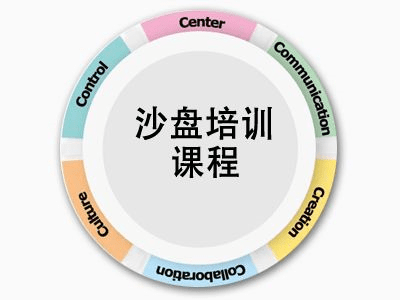 Center
Communication
Creation
Collaboration
Culture
Control
沙盘培训
课程